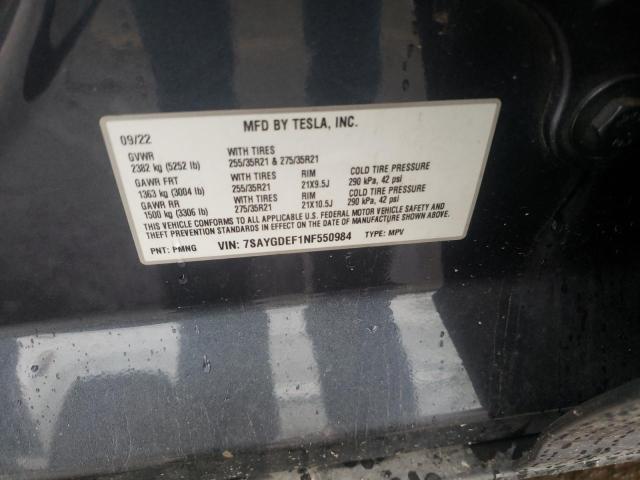 MFD BY TESLA, INC.
09/22
GVWR WITH TIRES
2382 kg (5252 lb) 255/35R21 & 275/35R21
GAWR FRT WITH TIRES RIM COLD TIRE PRESSURE
1363 kg (3004 lb) 255/35R21 21X9.5J 290 kPa, 42 psi
GAWR RR WITH TIRES RIM COLD TIRE PRESSURE
1500 kg (3306 lb) 275/35R21 21X10.5J 290 kPa, 42 psi
THIS VEHICLE CONFORMS TO ALL APPLICABLE U.S. FEDERAL MOTOR VEHICLE SAFETY AND
THEFT PREVENTION STANDARDS IN EFFECT ON THE DATE OF MANUFACTURE SHOWN ABOVE.
PNT: PMNG VIN: 7SAYGDEF1NF550984 TYPE: MPV